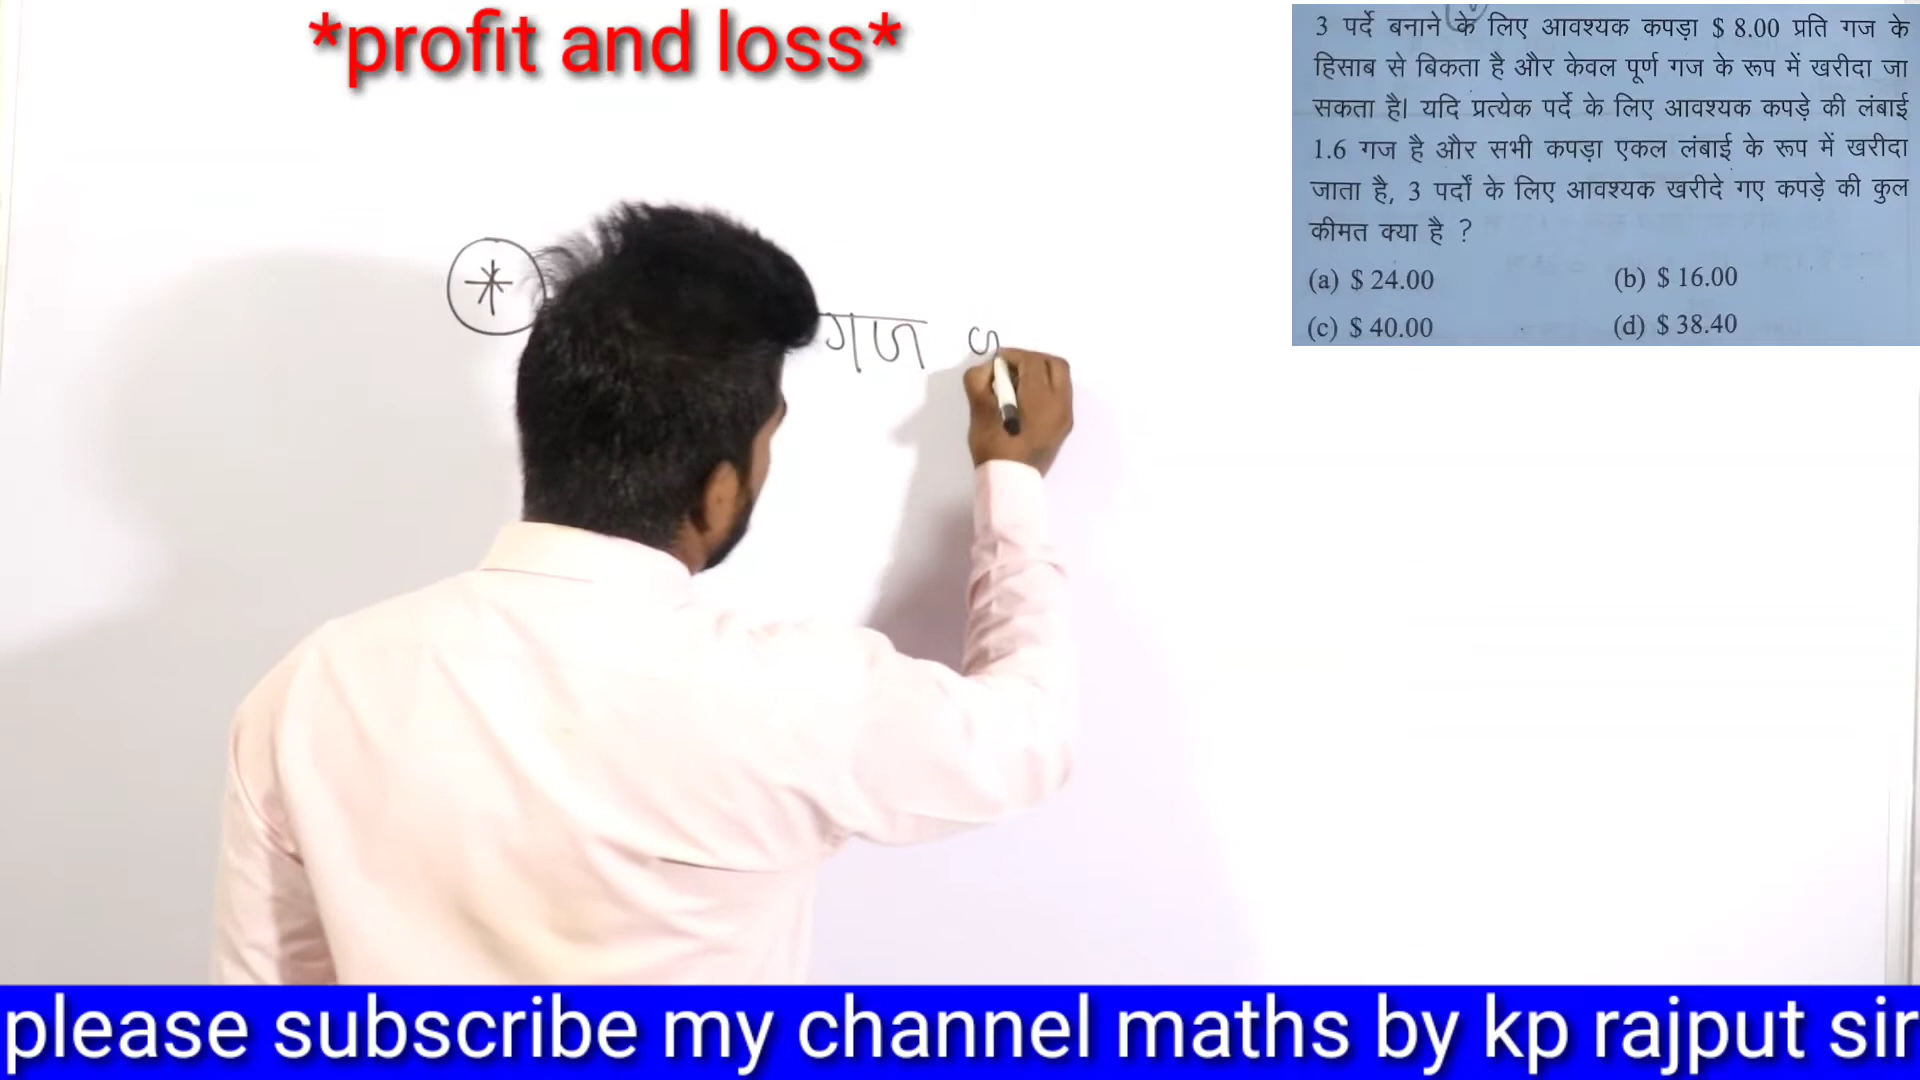 *profit and loss*
3 पर्दे बनाने के लिए आवश्यक कपड़ा $ 8.00 प्रति गज के
हिसाब से बिकता है और केवल पूर्ण गज के रूप में खरीदा जा
सकता है। यदि प्रत्येक पर्दे के लिए आवश्यक कपड़े की लंबाई
1.6 गज है और सभी कपड़ा एकल लंबाई के रूप में खरीदा
जाता है, 3 पर्दों के लिए आवश्यक खरीदे गए कपड़े की कुल
कीमत क्या है ?
(a) $ 24.00 (b) $ 16.00
(c) $ 40.00 (d) $ 38.40
* गज
please subscribe my channel maths by kp rajput sir